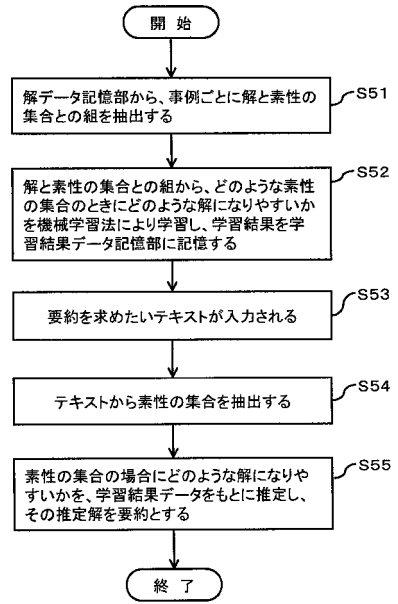 開 始
解データ記憶部から、事例ごとに解と素性の
集合との組を抽出する
S51
解と素性の集合との組から、どのような素性
の集合のときにどのような解になりやすいか
を機械学習法により学習し、学習結果を学
習結果データ記憶部に記憶する
S52
要約を求めたいテキストが入力される
S53
テキストから素性の集合を抽出する
S54
素性の集合の場合にどのような解になりや
すいかを、学習結果データをもとに推定し、
その推定解を要約とする
S55
終 了